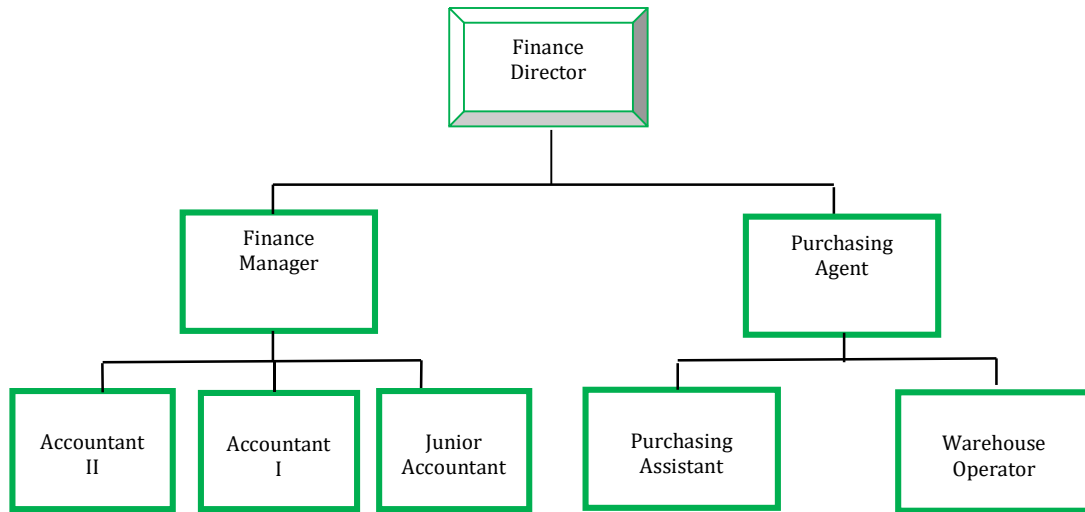 Finance
Director
Finance
Manager
Purchasing
Agent
Accountant
II
Accountant
I
Junior
Accountant
Purchasing
Assistant
Warehouse
Operator